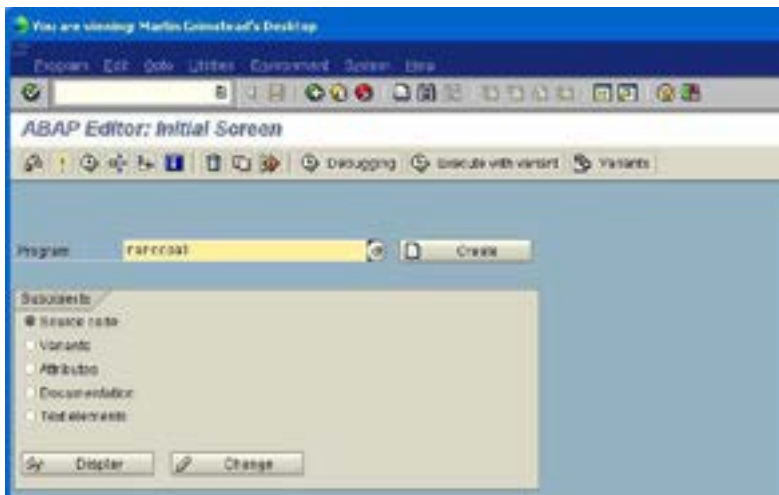 You are viewing Martin Grimstead's Desktop
Program Edit Goto Utilities Environment System Help
ABAP Editor: Initial Screen
Debugging Execute with variant Variants
Program Create
Subobjects
Source code
Variants
Attributes
Documentation
Text elements
Display Change